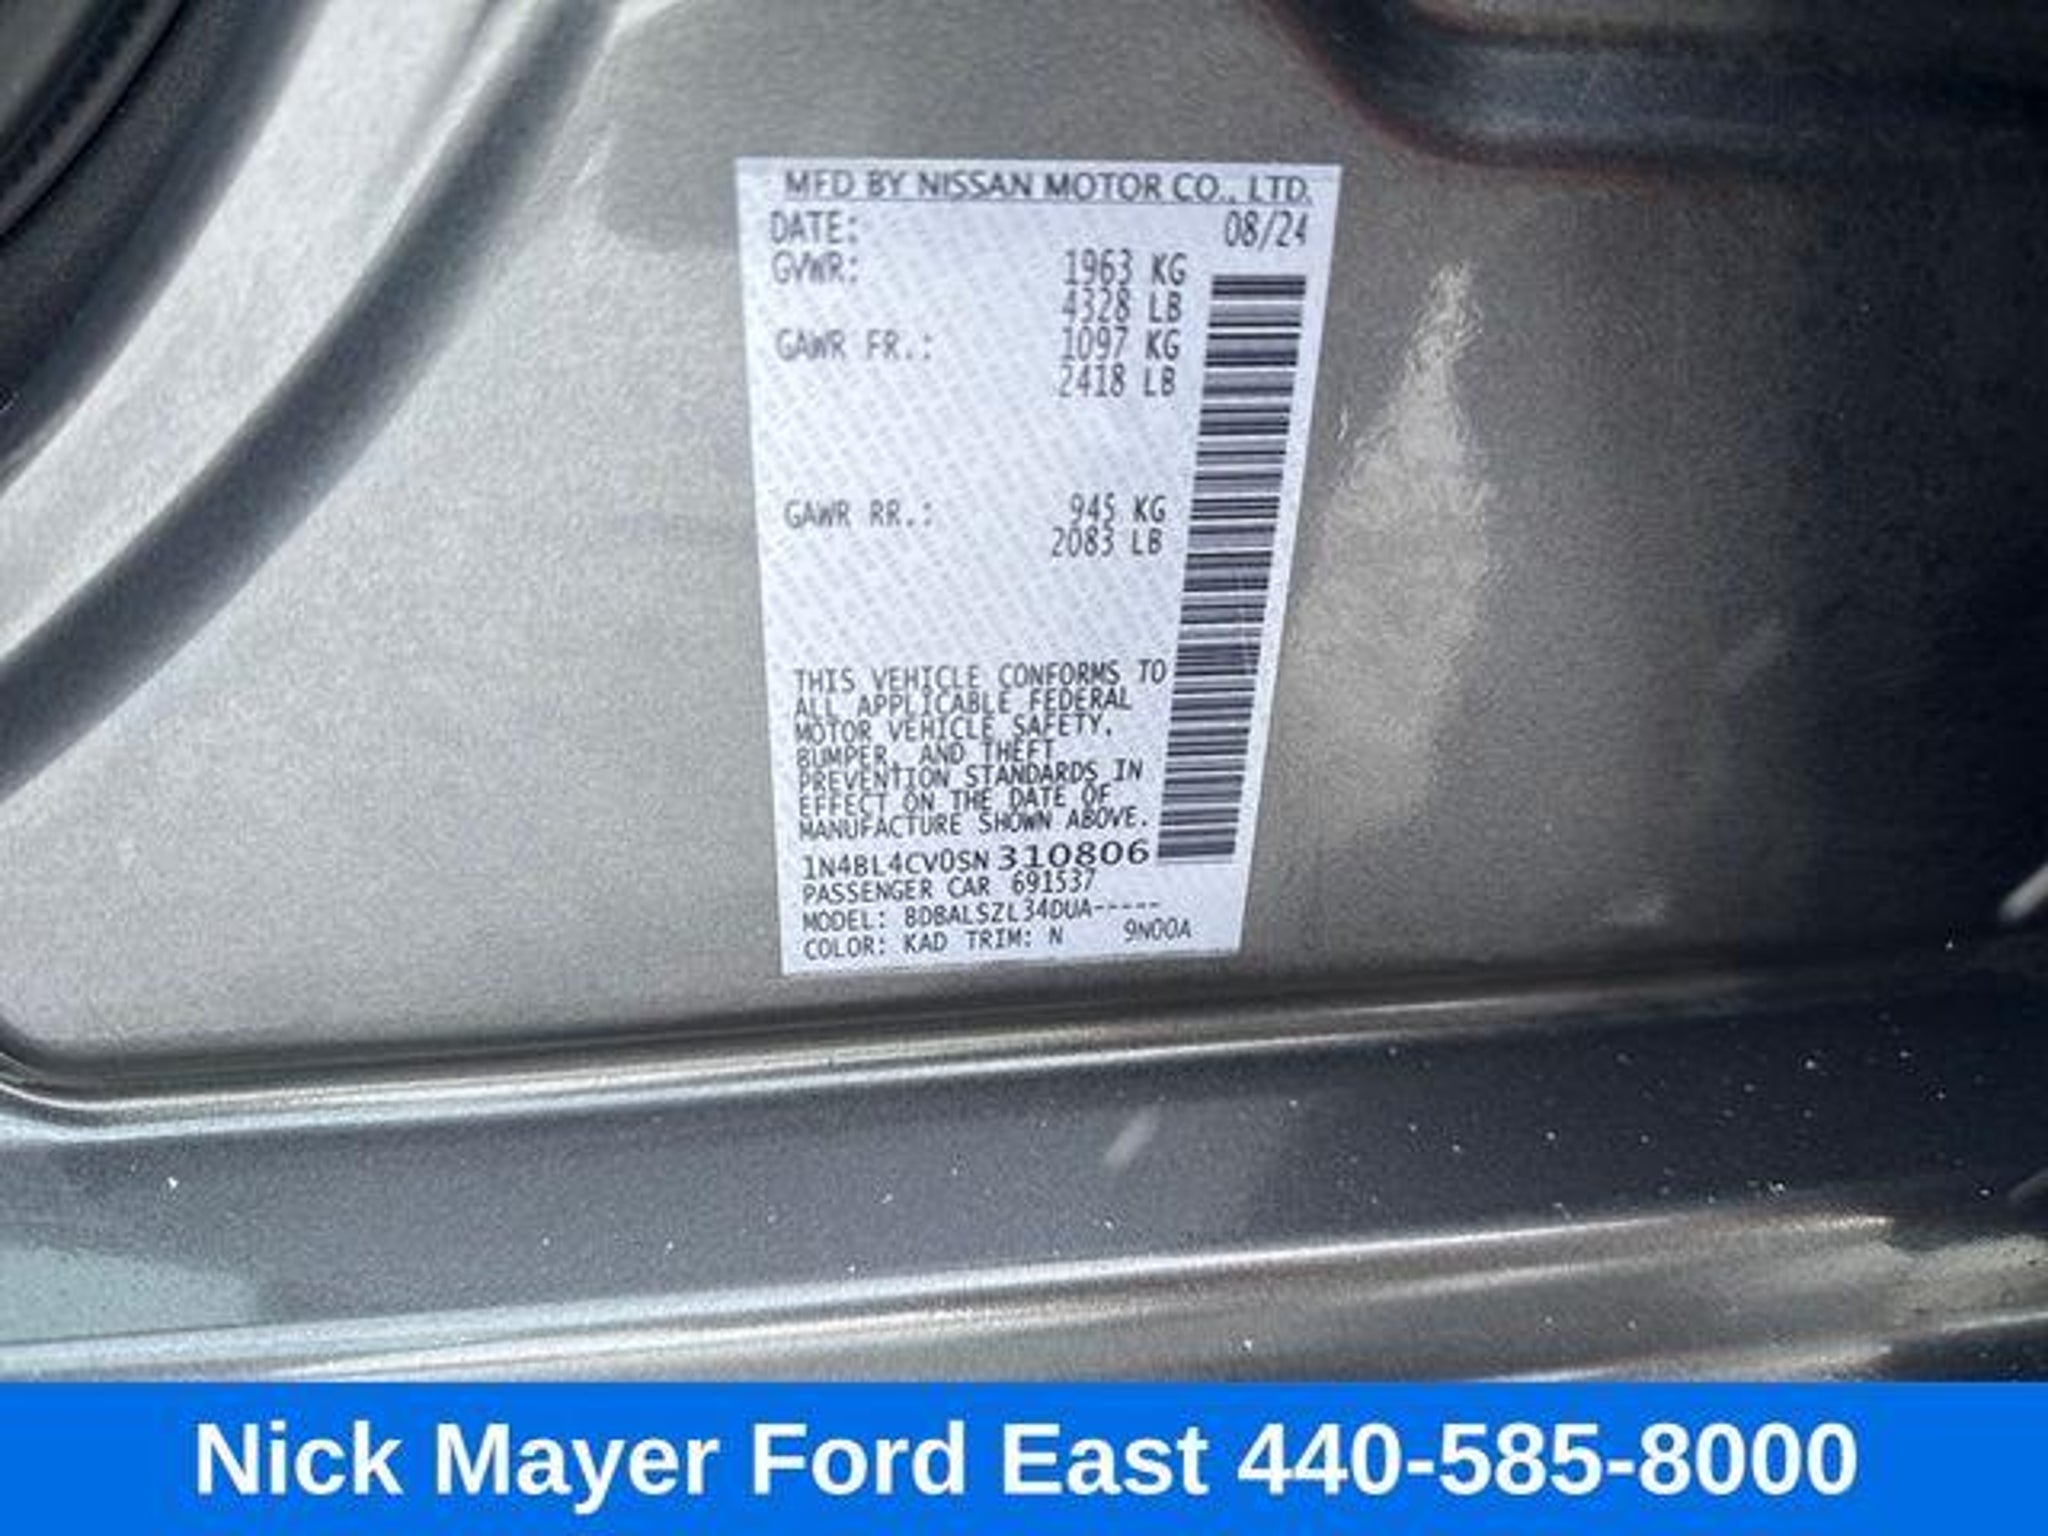 MFD BY NISSAN MOTOR CO., LTD.
DATE: 08/24
GVWR: 1963 KG
4328 LB
GAWR FR.: 1097 KG
2418 LB
GAWR RR.: 945 KG
2083 LB
THIS VEHICLE CONFORMS TO
ALL APPLICABLE FEDERAL
MOTOR VEHICLE SAFETY,
BUMPER, AND THEFT
PREVENTION STANDARDS IN
EFFECT ON THE DATE OF
MANUFACTURE SHOWN ABOVE.
1N4BL4CV0SN310806
PASSENGER CAR 691537
MODEL: BDBALSZL34DUA-----
COLOR: KAD TRIM: N 9N00A
Nick Mayer Ford East 440-585-8000